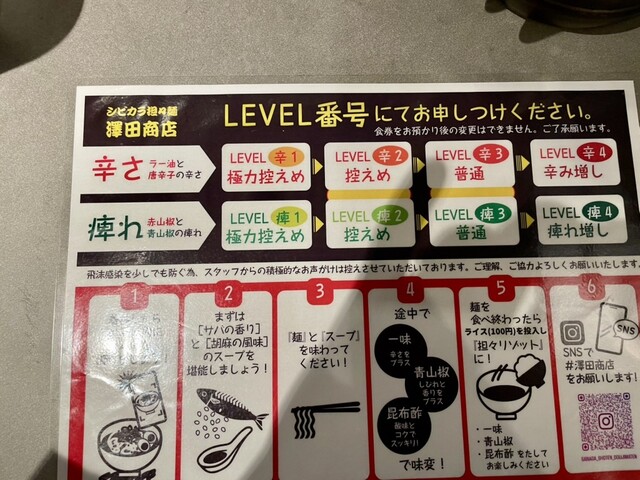 シビカラ担々麺
澤田商店
LEVEL番号にてお申しつけください。
食券をお預かり後の変更はできません。ご了承願います。
辛さ
ラー油と
唐辛子の辛さ
LEVEL 辛1
極力控えめ
LEVEL 辛2
控えめ
LEVEL 辛3
普通
LEVEL 辛4
辛み増し
痺れ
赤山椒と
青山椒の痺れ
LEVEL 痺1
極力控えめ
LEVEL 痺2
控えめ
LEVEL 痺3
普通
LEVEL 痺4
痺れ増し
飛沫感染を少しでも防ぐ為、スタッフからの積極的なお声がけは控えさせていただいております。ご理解、ご協力よろしくお願いいたします。
1
2
まずは
[サバの香り]
と[胡麻の風味]
のスープを
堪能しましょう!
3
『麺』と『スープ』
を味わって
ください!
4
途中で
一味
辛さを
プラス
青山椒
しびれと
香りを
プラス
昆布酢
酸味と
コクで
スッキリ!
で味変!
5
麺を
食べ終わったら
ライス(100円)を投入し
『担々リゾット』
に!
・一味
・青山椒
・昆布酢 をたして
お楽しみください
6
SNS
SNSで
#澤田商店
をお願いします!